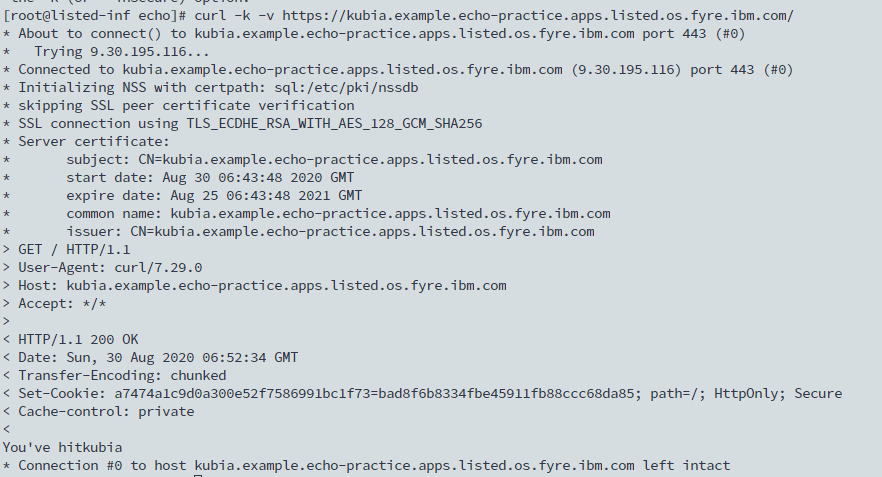 the -k (or --insecure) option.
[root@listed-inf echo]# curl -k -v https://kubia.example.echo-practice.apps.listed.os.fyre.ibm.com/
* About to connect() to kubia.example.echo-practice.apps.listed.os.fyre.ibm.com port 443 (#0)
*   Trying 9.30.195.116...
* Connected to kubia.example.echo-practice.apps.listed.os.fyre.ibm.com (9.30.195.116) port 443 (#0)
* Initializing NSS with certpath: sql:/etc/pki/nssdb
* skipping SSL peer certificate verification
* SSL connection using TLS_ECDHE_RSA_WITH_AES_128_GCM_SHA256
* Server certificate:
*       subject: CN=kubia.example.echo-practice.apps.listed.os.fyre.ibm.com
*       start date: Aug 30 06:43:48 2020 GMT
*       expire date: Aug 25 06:43:48 2021 GMT
*       common name: kubia.example.echo-practice.apps.listed.os.fyre.ibm.com
*       issuer: CN=kubia.example.echo-practice.apps.listed.os.fyre.ibm.com
> GET / HTTP/1.1
> User-Agent: curl/7.29.0
> Host: kubia.example.echo-practice.apps.listed.os.fyre.ibm.com
> Accept: */*
>
< HTTP/1.1 200 OK
< Date: Sun, 30 Aug 2020 06:52:34 GMT
< Transfer-Encoding: chunked
< Set-Cookie: a7474a1c9d0a300e52f7586991bc1f73=bad8f6b8334fbe45911fb88ccc68da85; path=/; HttpOnly; Secure
< Cache-control: private
<
You've hitkubia
* Connection #0 to host kubia.example.echo-practice.apps.listed.os.fyre.ibm.com left intact